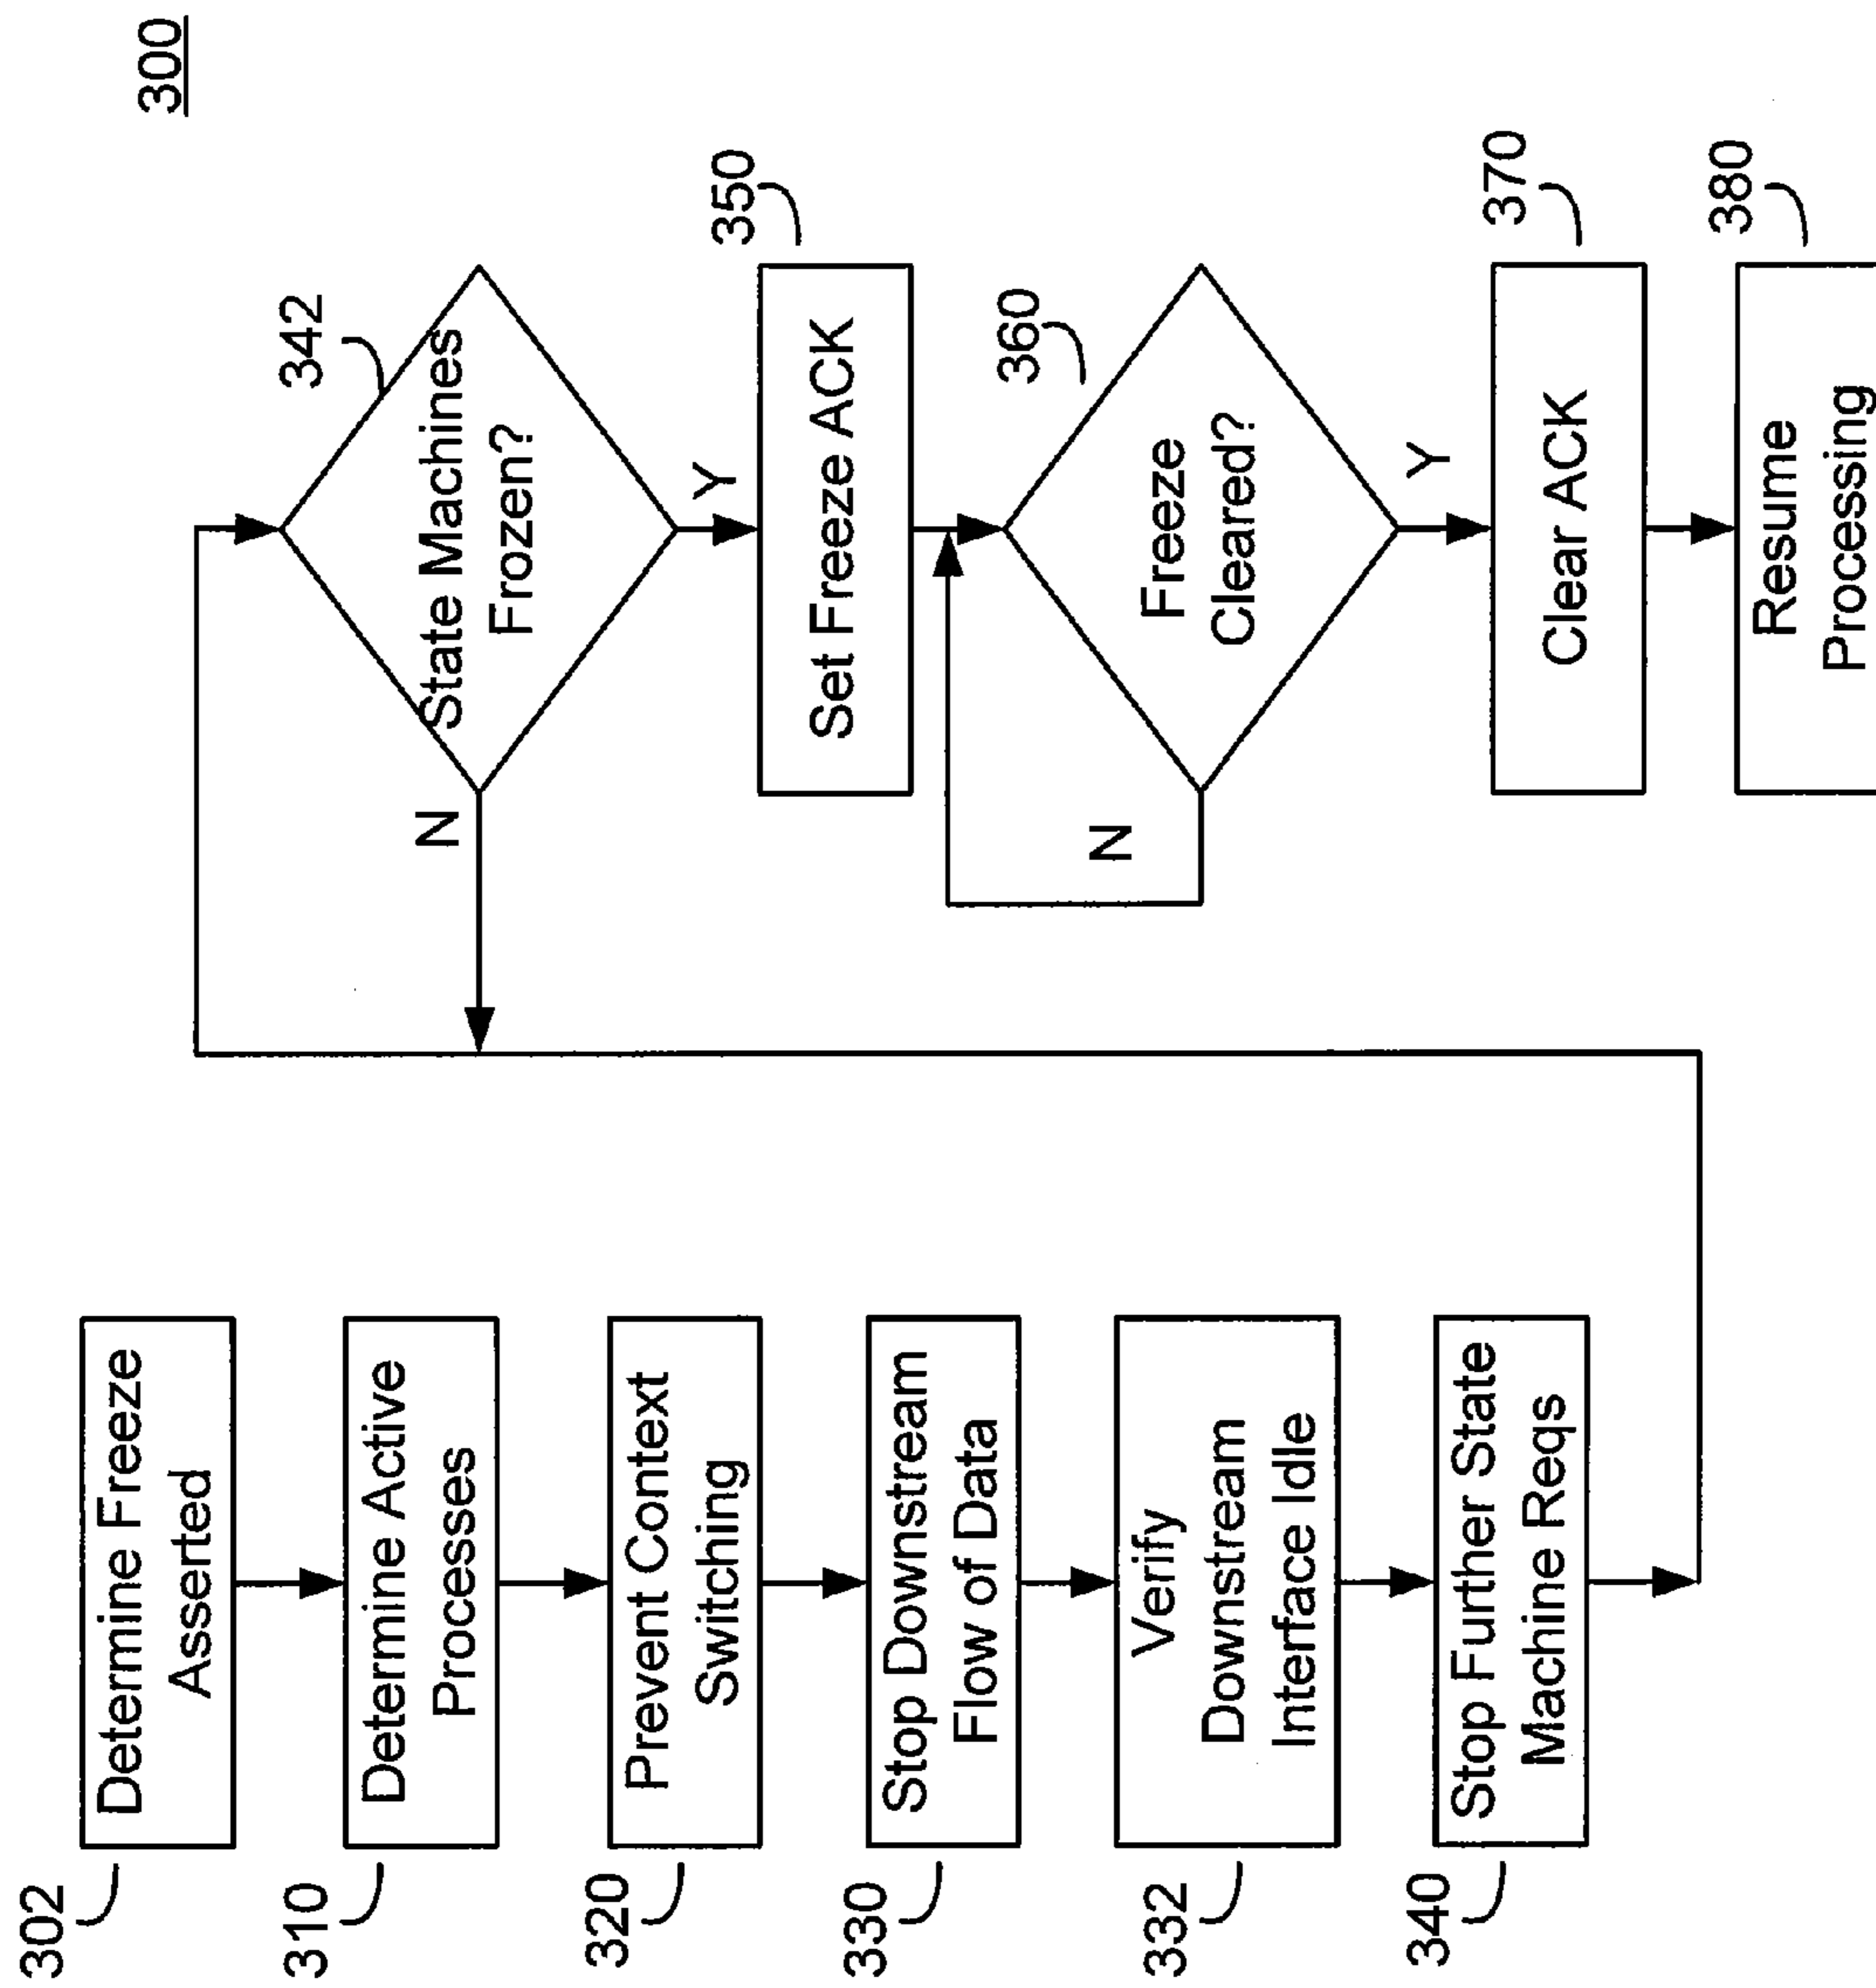 300
302
Determine Freeze
Asserted
310
Determine Active
Processes
320
Prevent Context
Switching
330
Stop Downstream
Flow of Data
332
Verify
Downstream
Interface Idle
340
Stop Further State
Machine Reqs
342
State Machines
Frozen?
N
Y
350
Set Freeze ACK
360
Freeze
Cleared?
N
Y
370
Clear ACK
380
Resume
Processing